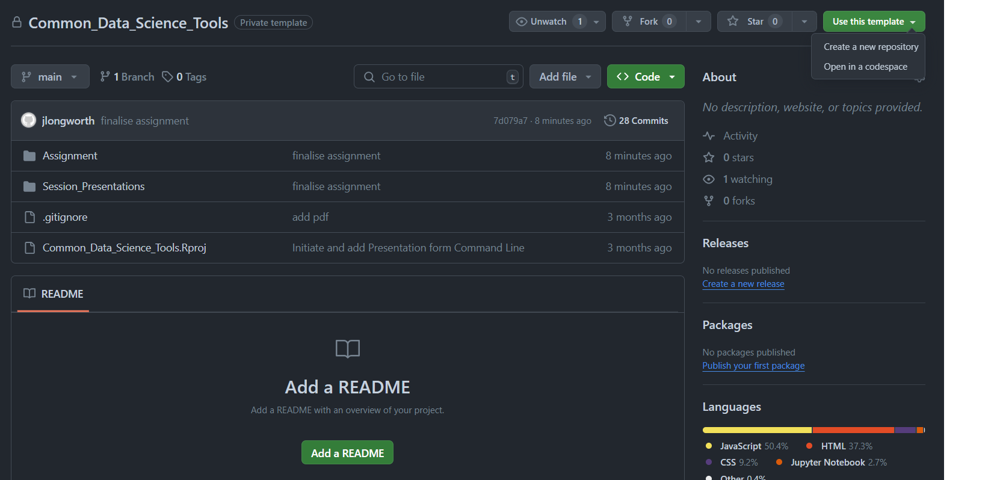 Common_Data_Science_Tools Private template Unwatch 1 Fork 0 Star 0 Use this template
Create a new repository
Open in a codespace
main 1 Branch 0 Tags Go to file t Add file Code
jlongworth finalise assignment 7d079a7 · 8 minutes ago 28 Commits
Assignment finalise assignment 8 minutes ago
Session_Presentations finalise assignment 8 minutes ago
.gitignore add pdf 3 months ago
Common_Data_Science_Tools.Rproj Initiate and add Presentation form Command Line 3 months ago
README
Add a README
Add a README with an overview of your project.
Add a README
About
No description, website, or topics provided.
Activity
0 stars
1 watching
0 forks
Releases
No releases published
Create a new release
Packages
No packages published
Publish your first package
Languages
JavaScript 50.4% HTML 37.3%
CSS 9.2% Jupyter Notebook 2.7%
Other 0.4%